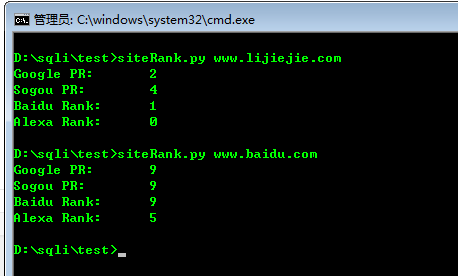 管理员: C:\windows\system32\cmd.exe
D:\sqli\test>siteRank.py www.lijiejie.com
Google PR: 2
Sogou PR: 4
Baidu Rank: 1
Alexa Rank: 0
D:\sqli\test>siteRank.py www.baidu.com
Google PR: 9
Sogou PR: 9
Baidu Rank: 9
Alexa Rank: 5
D:\sqli\test>